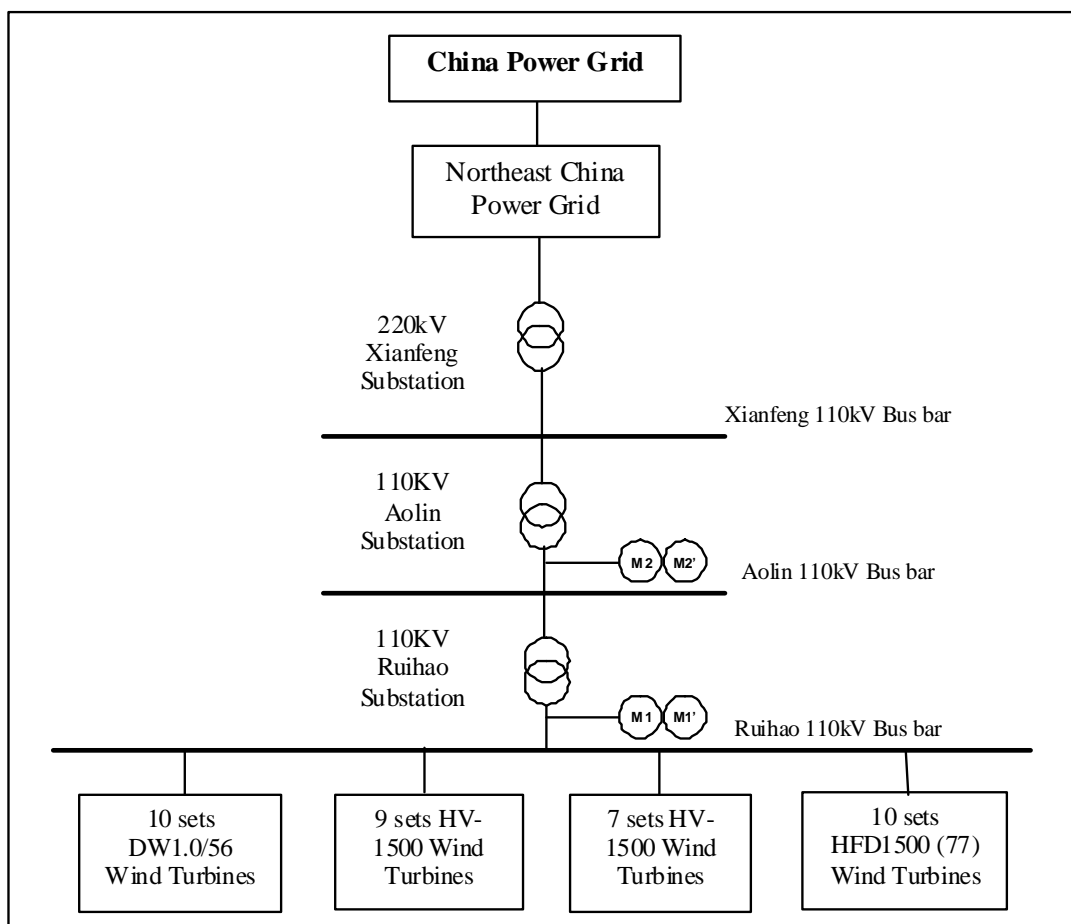 China Power Grid
Northeast China
Power Grid
220kV
Xianfeng
Substation
Xianfeng 110kV Bus bar
110KV
Aolin
Substation
M2 M2'
Aolin 110kV Bus bar
110KV
Ruihao
Substation
M1 M1'
Ruihao 110kV Bus bar
10 sets
DW1.0/56
Wind Turbines
9 sets HV-
1500 Wind
Turbines
7 sets HV-
1500 Wind
Turbines
10 sets
HFD1500 (77)
Wind Turbines